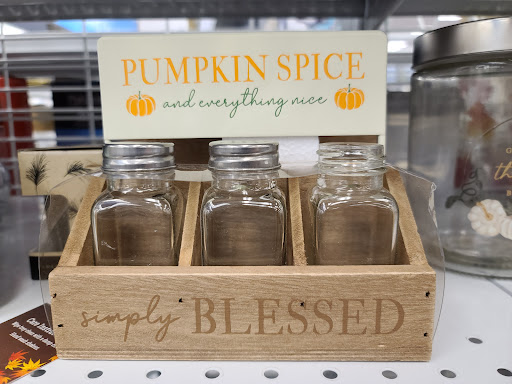 PUMPKIN SPICE
and everything nice
simply BLESSED